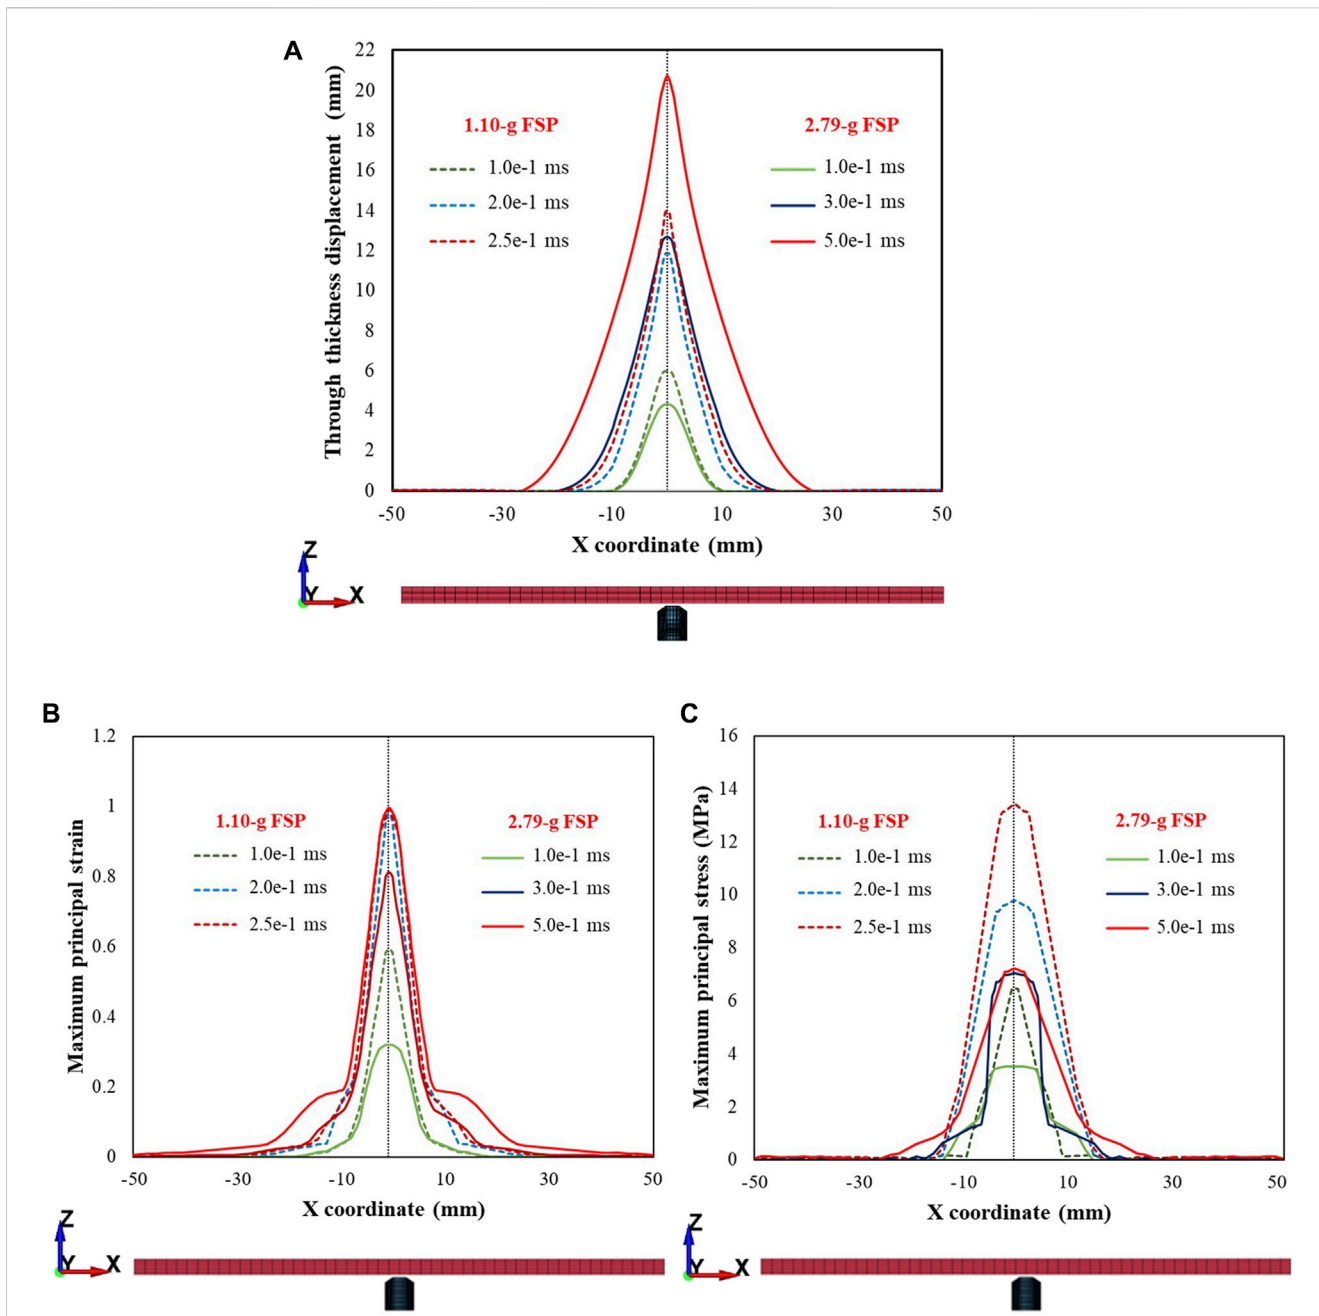 A
Through thickness displacement (mm)
22
20
18
16
14
12
10
8
6
4
2
0
1.10-g FSP
1.0e-1 ms
2.0e-1 ms
2.5e-1 ms
2.79-g FSP
1.0e-1 ms
3.0e-1 ms
5.0e-1 ms
-50 -30 -10 10 30 50
X coordinate (mm)
Z
Y X
B
Maximum principal strain
1.2
1
0.8
0.6
0.4
0.2
0
1.10-g FSP
1.0e-1 ms
2.0e-1 ms
2.5e-1 ms
2.79-g FSP
1.0e-1 ms
3.0e-1 ms
5.0e-1 ms
-50 -30 -10 10 30 50
X coordinate (mm)
Z
Y X
C
Maximum principal stress (MPa)
16
14
12
10
8
6
4
2
0
1.10-g FSP
1.0e-1 ms
2.0e-1 ms
2.5e-1 ms
2.79-g FSP
1.0e-1 ms
3.0e-1 ms
5.0e-1 ms
-50 -30 -10 10 30 50
X coordinate (mm)
Z
Y X